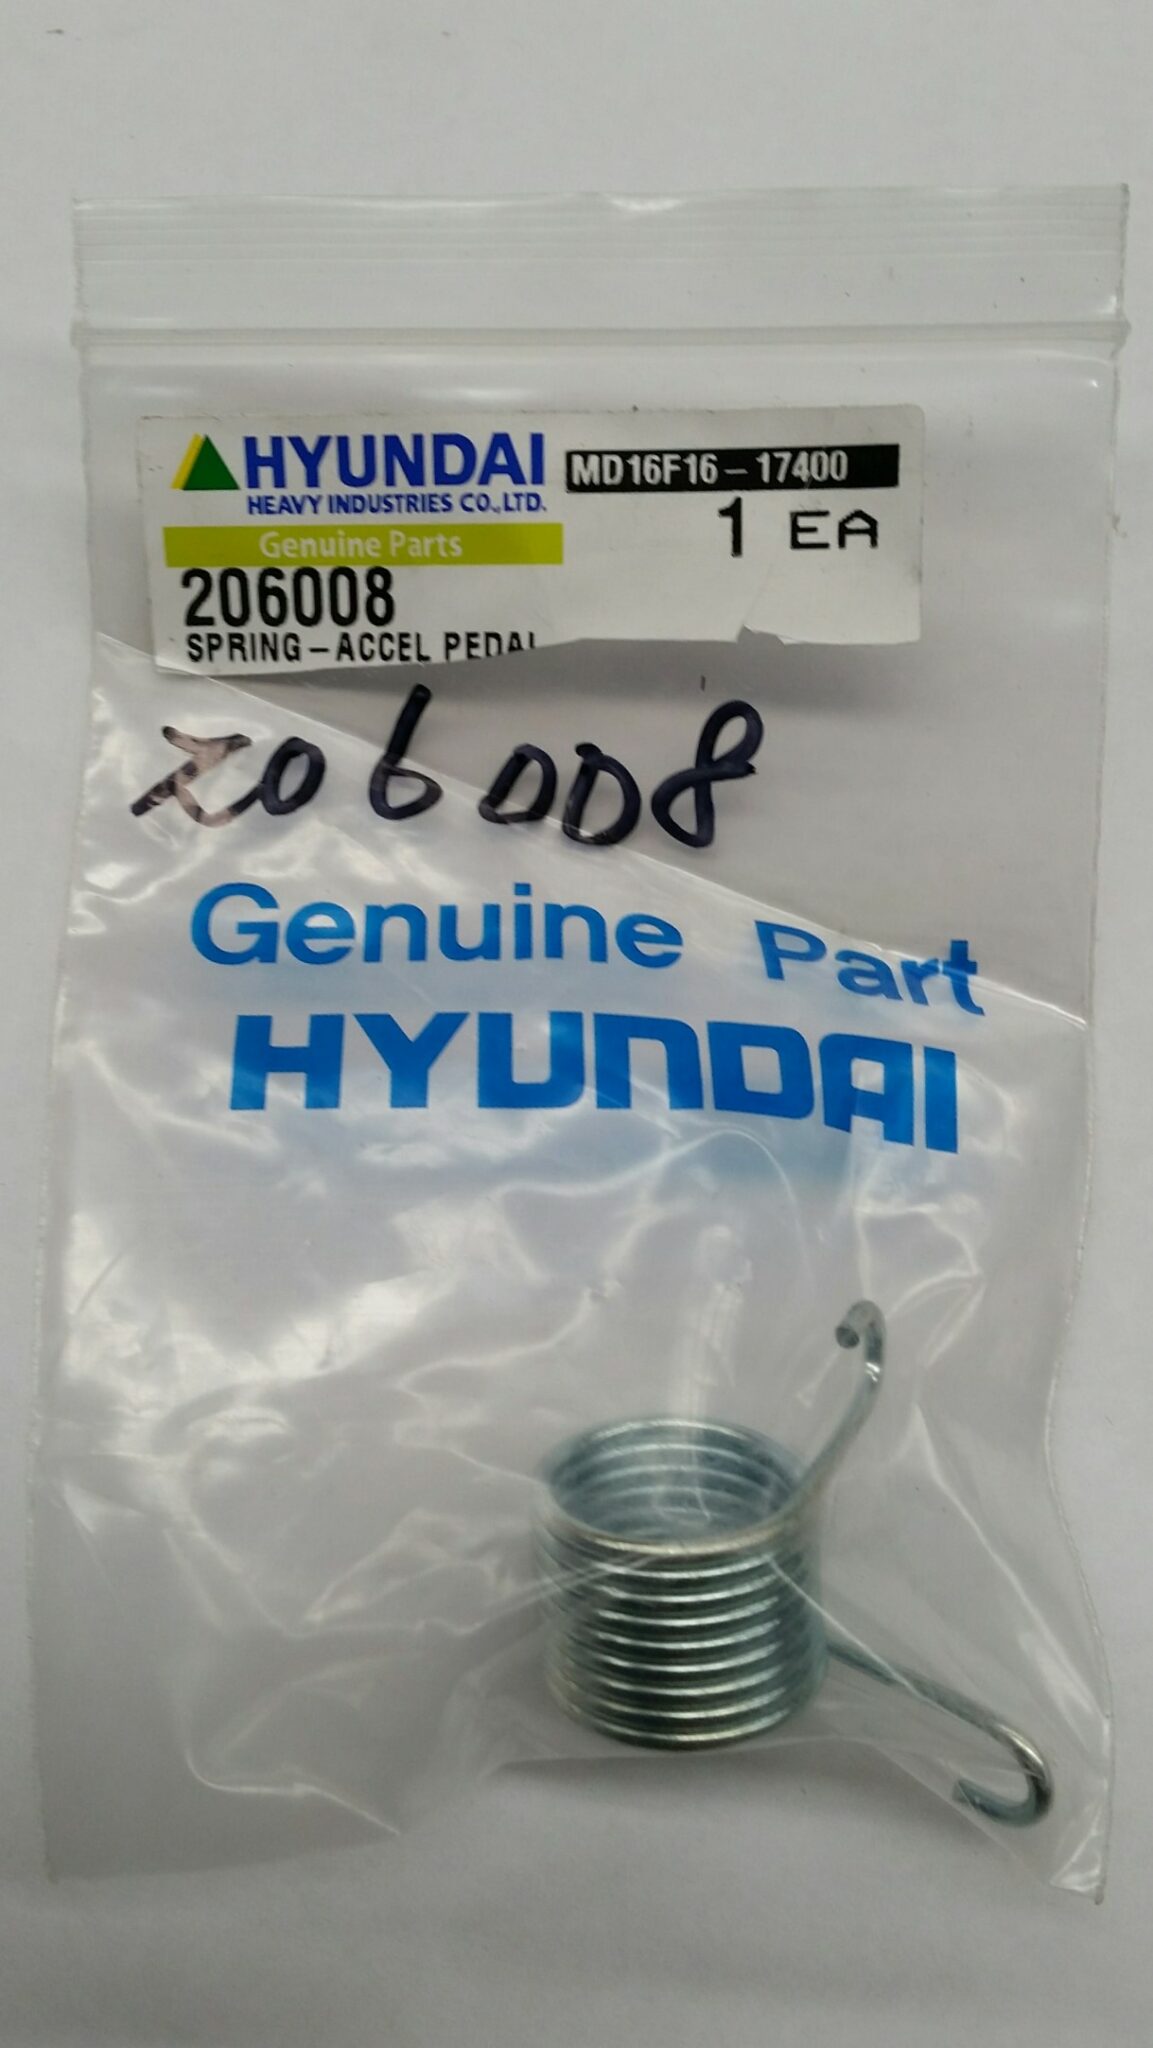 HYUNDAI
HEAVY INDUSTRIES CO.,LTD.
MD16F16-17400
1 EA
Genuine Parts
206008
SPRING-ACCEL PEDAL
206008
Genuine Part
HYUNDAI